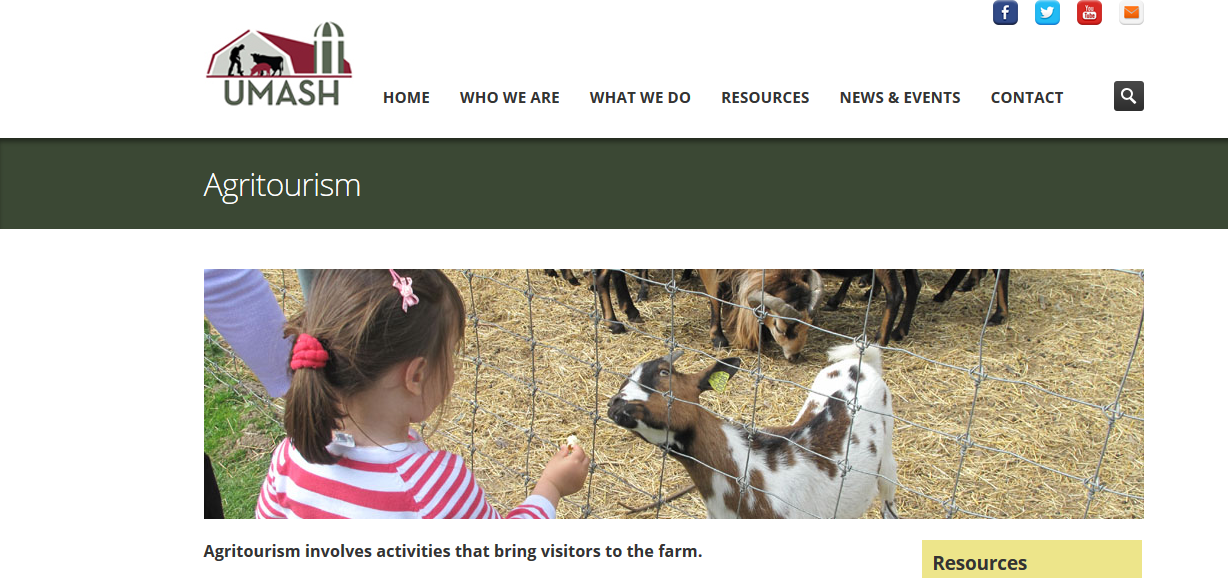 UMASH
HOME WHO WE ARE WHAT WE DO RESOURCES NEWS & EVENTS CONTACT
Agritourism
Agritourism involves activities that bring visitors to the farm.
Resources